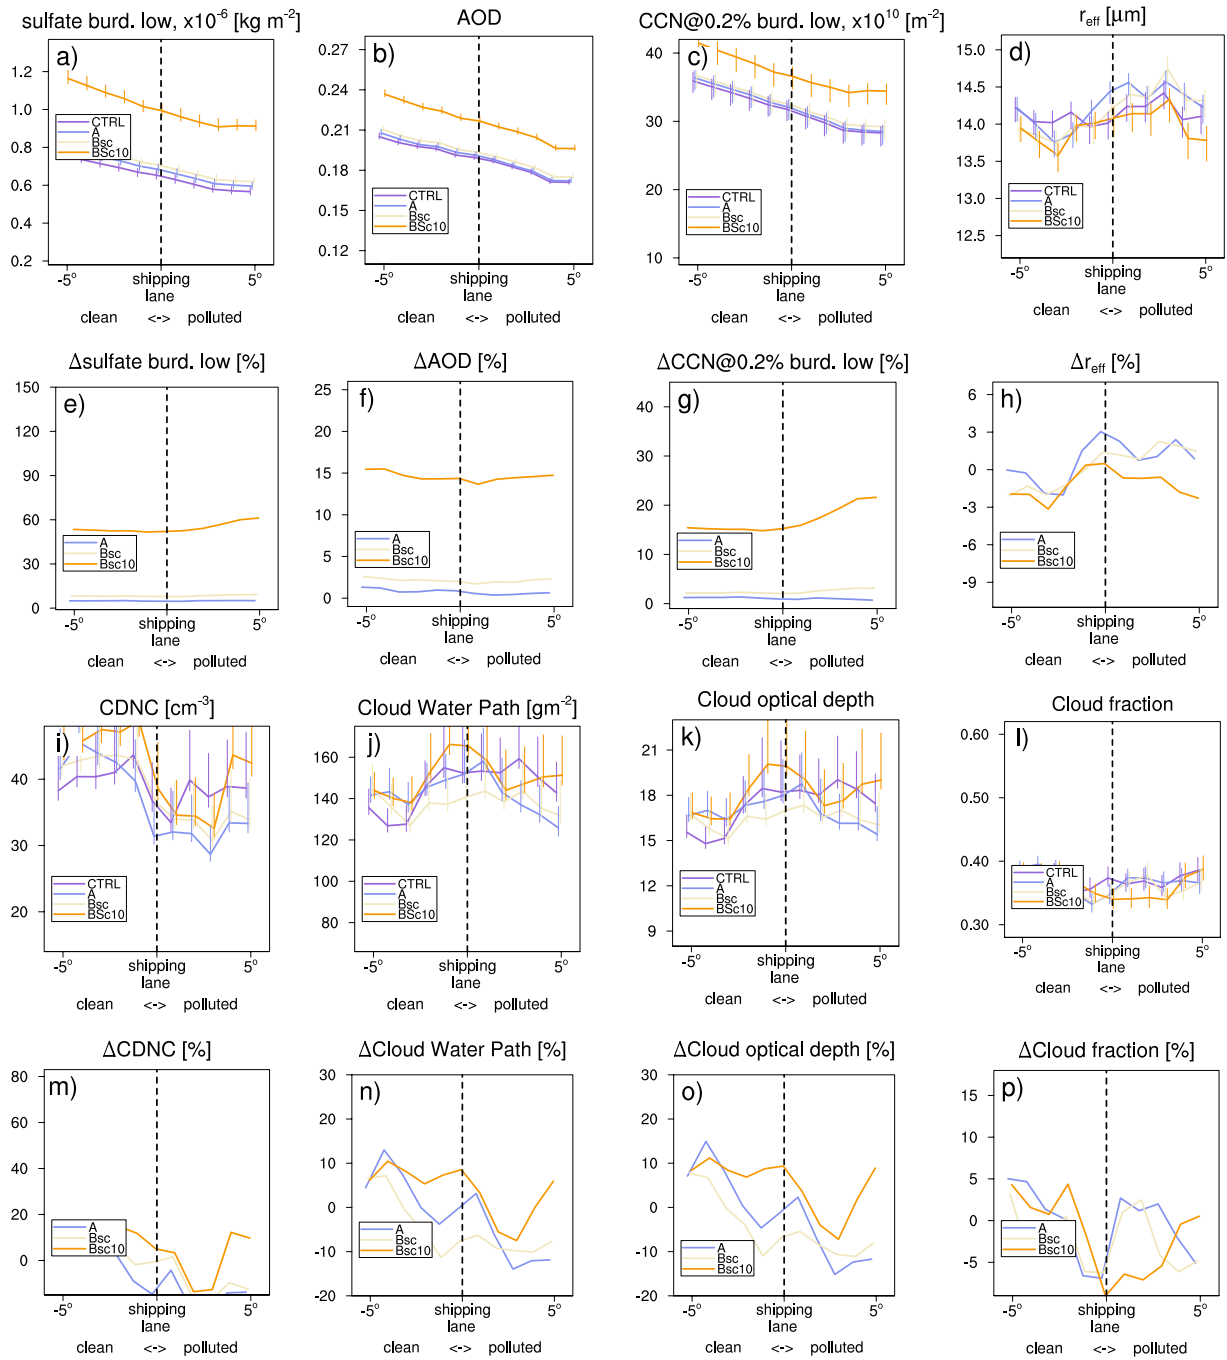 sulfate burd. low, x10⁻⁶ [kg m⁻²]
a)
1.2
1.0
0.8
0.6
0.4
0.2
CTRL
A
Bsc
BSc10
-5° shipping 5°
lane
clean <-> polluted
AOD
b)
0.27
0.24
0.21
0.18
0.15
0.12
CTRL
A
Bsc
BSc10
-5° shipping 5°
lane
clean <-> polluted
CCN@0.2% burd. low, x10¹⁰ [m⁻²]
c)
40
30
20
10
CTRL
A
Bsc
BSc10
-5° shipping 5°
lane
clean <-> polluted
r_eff [μm]
d)
15.0
14.5
14.0
13.5
13.0
12.5
CTRL
A
Bsc
BSc10
-5° shipping 5°
lane
clean <-> polluted
Δsulfate burd. low [%]
e)
150
120
90
60
30
0
A
Bsc
Bsc10
-5° shipping 5°
lane
clean <-> polluted
ΔAOD [%]
f)
25
20
15
10
5
0
A
Bsc
Bsc10
-5° shipping 5°
lane
clean <-> polluted
ΔCCN@0.2% burd. low [%]
g)
40
30
20
10
0
A
Bsc
Bsc10
-5° shipping 5°
lane
clean <-> polluted
Δr_eff [%]
h)
6
3
0
-3
-6
-9
A
Bsc
Bsc10
-5° shipping 5°
lane
clean <-> polluted
CDNC [cm⁻³]
i)
40
30
20
CTRL
A
Bsc
BSc10
-5° shipping 5°
lane
clean <-> polluted
Cloud Water Path [gm⁻²]
j)
160
140
120
100
80
CTRL
A
Bsc
BSc10
-5° shipping 5°
lane
clean <-> polluted
Cloud optical depth
k)
21
18
15
12
9
CTRL
A
Bsc
BSc10
-5° shipping 5°
lane
clean <-> polluted
Cloud fraction
l)
0.60
0.50
0.40
0.30
CTRL
A
Bsc
BSc10
-5° shipping 5°
lane
clean <-> polluted
ΔCDNC [%]
m)
80
60
40
20
0
A
Bsc
Bsc10
-5° shipping 5°
lane
clean <-> polluted
ΔCloud Water Path [%]
n)
30
20
10
0
-10
-20
A
Bsc
Bsc10
-5° shipping 5°
lane
clean <-> polluted
ΔCloud optical depth [%]
o)
30
20
10
0
-10
-20
A
Bsc
Bsc10
-5° shipping 5°
lane
clean <-> polluted
ΔCloud fraction [%]
p)
15
10
5
0
-5
A
Bsc
Bsc10
-5° shipping 5°
lane
clean <-> polluted